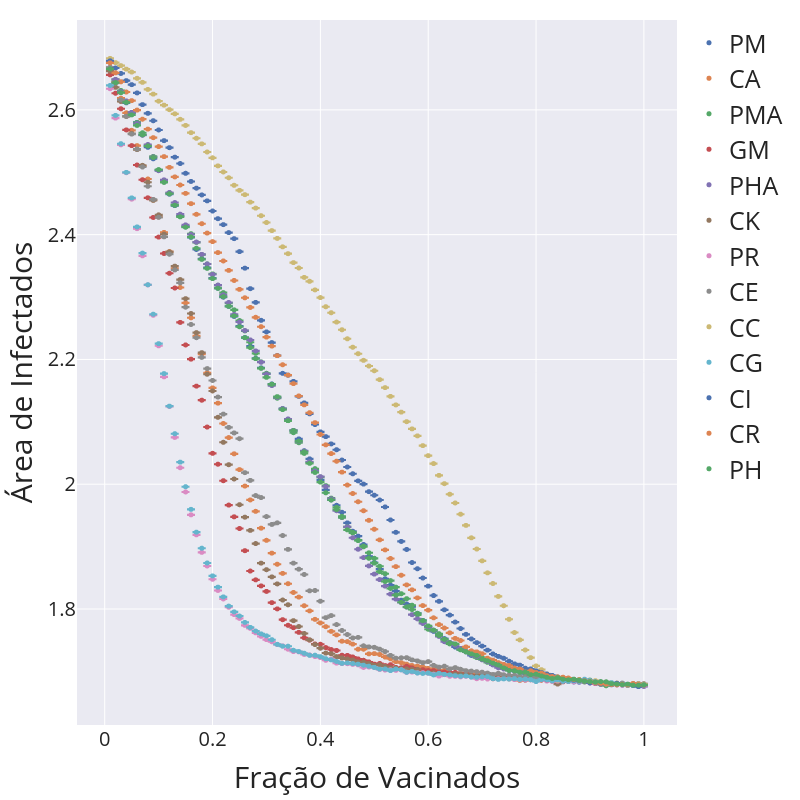 PM
CA
PMA
GM
PHA
CK
PR
CE
CC
CG
CI
CR
PH
2.6
2.4
2.2
2
1.8
0
0.2
0.4
0.6
0.8
1
Área de Infectados
Fração de Vacinados